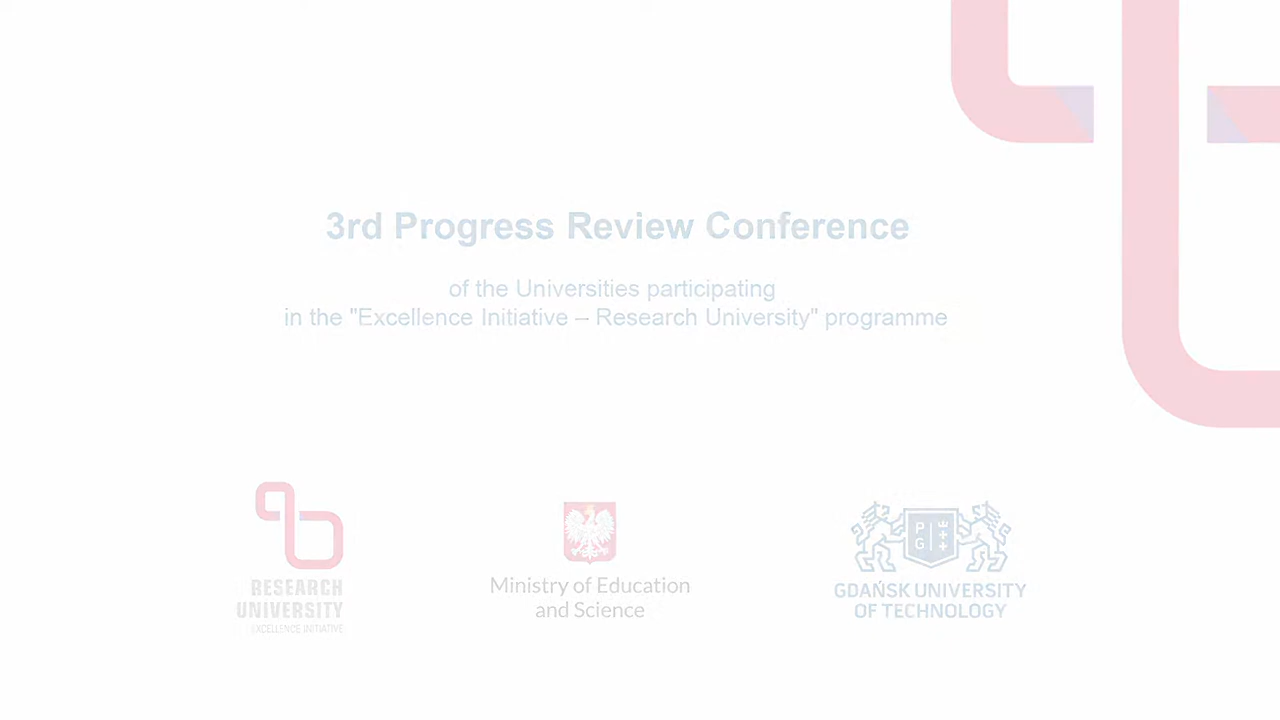 3rd Progress Review Conference
of the Universities participating
in the "Excellence Initiative – Research University" programme
RESEARCH
UNIVERSITY
EXCELLENCE INITIATIVE
Ministry of Education
and Science
P G
GDAŃSK UNIVERSITY
OF TECHNOLOGY